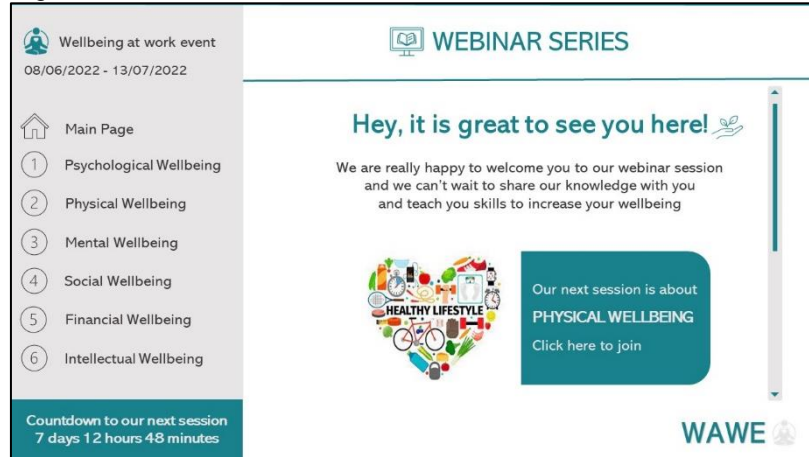 Wellbeing at work event
08/06/2022 - 13/07/2022
Main Page
1 Psychological Wellbeing
2 Physical Wellbeing
3 Mental Wellbeing
4 Social Wellbeing
5 Financial Wellbeing
6 Intellectual Wellbeing
Countdown to our next session
7 days 12 hours 48 minutes
WEBINAR SERIES
Hey, it is great to see you here!
We are really happy to welcome you to our webinar session
and we can't wait to share our knowledge with you
and teach you skills to increase your wellbeing
HEALTHY LIFESTYLE
Our next session is about
PHYSICAL WELLBEING
Click here to join
WAWE